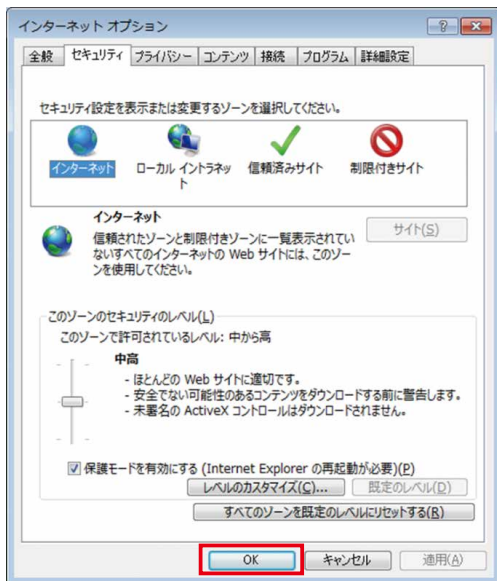 インターネット オプション
全般 セキュリティ プライバシー コンテンツ 接続 プログラム 詳細設定
セキュリティ設定を表示または変更するゾーンを選択してください。
インターネット ローカル イントラネッ
ト 信頼済みサイト 制限付きサイト
インターネット
サイト(S)
信頼されたゾーンと制限付きゾーンに一覧表示されてい
ないすべてのインターネットの Web サイトには、このゾー
ンを使用してください。
このゾーンのセキュリティのレベル(L)
このゾーンで許可されているレベル: 中から高
中高
- ほとんどの Web サイトに適切です。
- 安全でない可能性のあるコンテンツをダウンロードする前に警告します。
- 未署名の ActiveX コントロールはダウンロードされません。
保護モードを有効にする (Internet Explorer の再起動が必要)(P)
レベルのカスタマイズ(C)... 既定のレベル(D)
すべてのゾーンを既定のレベルにリセットする(R)
OK キャンセル 適用(A)